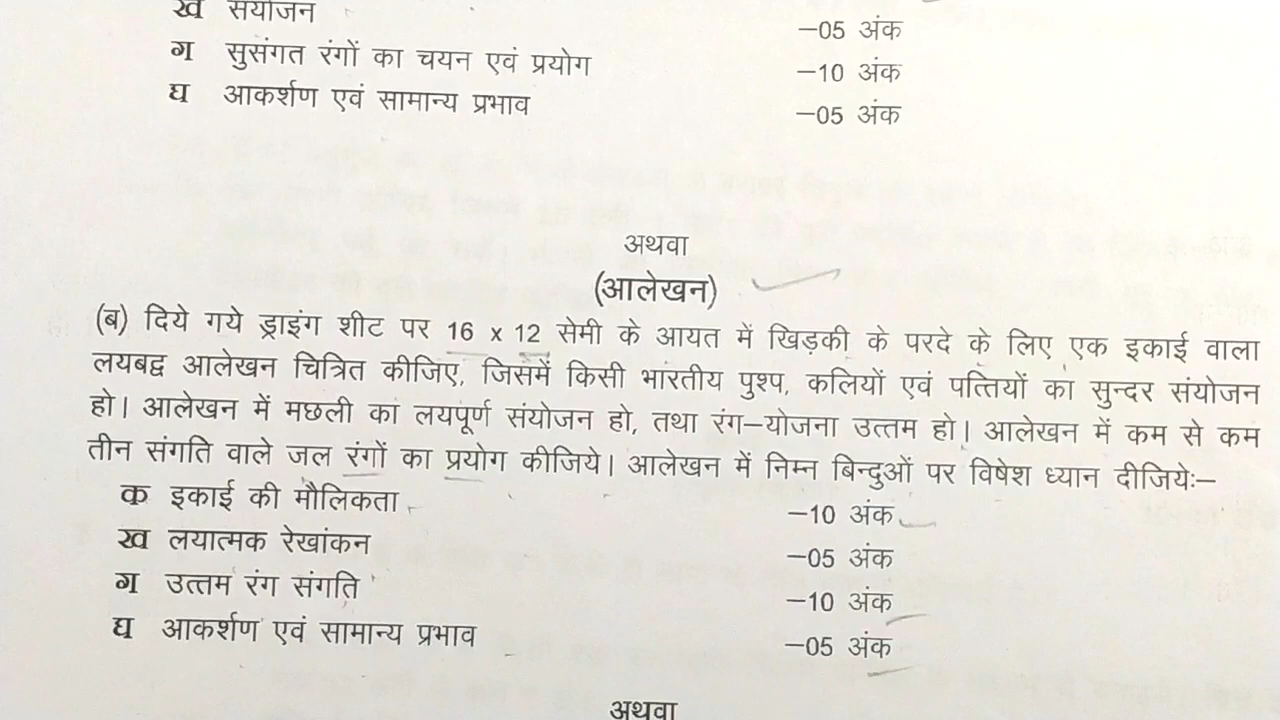 ख संयोजन -05 अंक
ग सुसंगत रंगों का चयन एवं प्रयोग -10 अंक
घ आकर्शण एवं सामान्य प्रभाव -05 अंक
अथवा
(आलेखन)
(ब) दिये गये ड्राइंग शीट पर 16 x 12 सेमी के आयत में खिड़की के परदे के लिए एक इकाई वाला
लयबद्व आलेखन चित्रित कीजिए, जिसमें किसी भारतीय पुश्प, कलियों एवं पत्तियों का सुन्दर संयोजन
हो। आलेखन में मछली का लयपूर्ण संयोजन हो, तथा रंग-योजना उत्तम हो। आलेखन में कम से कम
तीन संगति वाले जल रंगों का प्रयोग कीजिये। आलेखन में निम्न बिन्दुओं पर विषेश ध्यान दीजियेः-
क इकाई की मौलिकता -10 अंक
ख लयात्मक रेखांकन -05 अंक
ग उत्तम रंग संगति -10 अंक
घ आकर्शण एवं सामान्य प्रभाव -05 अंक
अथवा